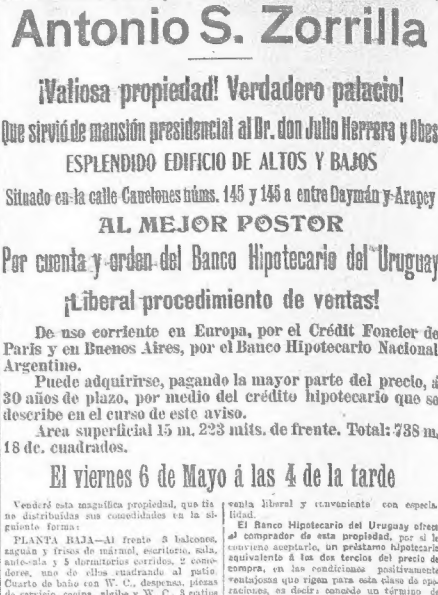 Antonio S. Zorrilla
¡Valiosa propiedad! Verdadero palacio!
Que sirvió de mansión presidencial al Dr. don Julio Herrera y Obes
ESPLENDIDO EDIFICIO DE ALTOS Y BAJOS
Situado en la calle Canelones núms. 145 y 145 a entre Daymán y Arapey
AL MEJOR POSTOR
Por cuenta y orden del Banco Hipotecario del Uruguay
¡Liberal procedimiento de ventas!
De uso corriente en Europa, por el Crédit Foncier de
Paris y en Buenos Aires, por el Banco Hipotecario Nacional
Argentino.
Puede adquirirse, pagando la mayor parte del precio, á
30 años de plazo, por medio del crédito hipotecario que se
describe en el curso de este aviso.
Area superficial 15 m. 223 mits. de frente. Total: 738 m.
18 de. cuadrados.
El viernes 6 de Mayo á las 4 de la tarde
Venderé esta magnífica propiedad, que tie
ne distribuidas sus comodidades en la si-
guiente forma:
PLANTA BAJA—Al frente 3 balcones,
zaguán y frisos de mármol, escritorio, sala,
ante-sala y 5 dormitorios corridos, 2 come
dores, uno de ellos cuadrando al patio.
Cuarto de baño con W. C., despensa, piezas
de servicio, cocina, algibe y W. C. 3 patios
venta liberal y conveniente con especia
lidad.
El Banco Hipotecario del Uruguay ofrece
al comprador de esta propiedad, por si le
conviene aceptarlo, un préstamo hipotecario
equivalente á los dos tercios del precio de
compra, en las condiciones positivamente
ventajosas que rigen para esta clase de ope
raciones, es decir: concede un término de